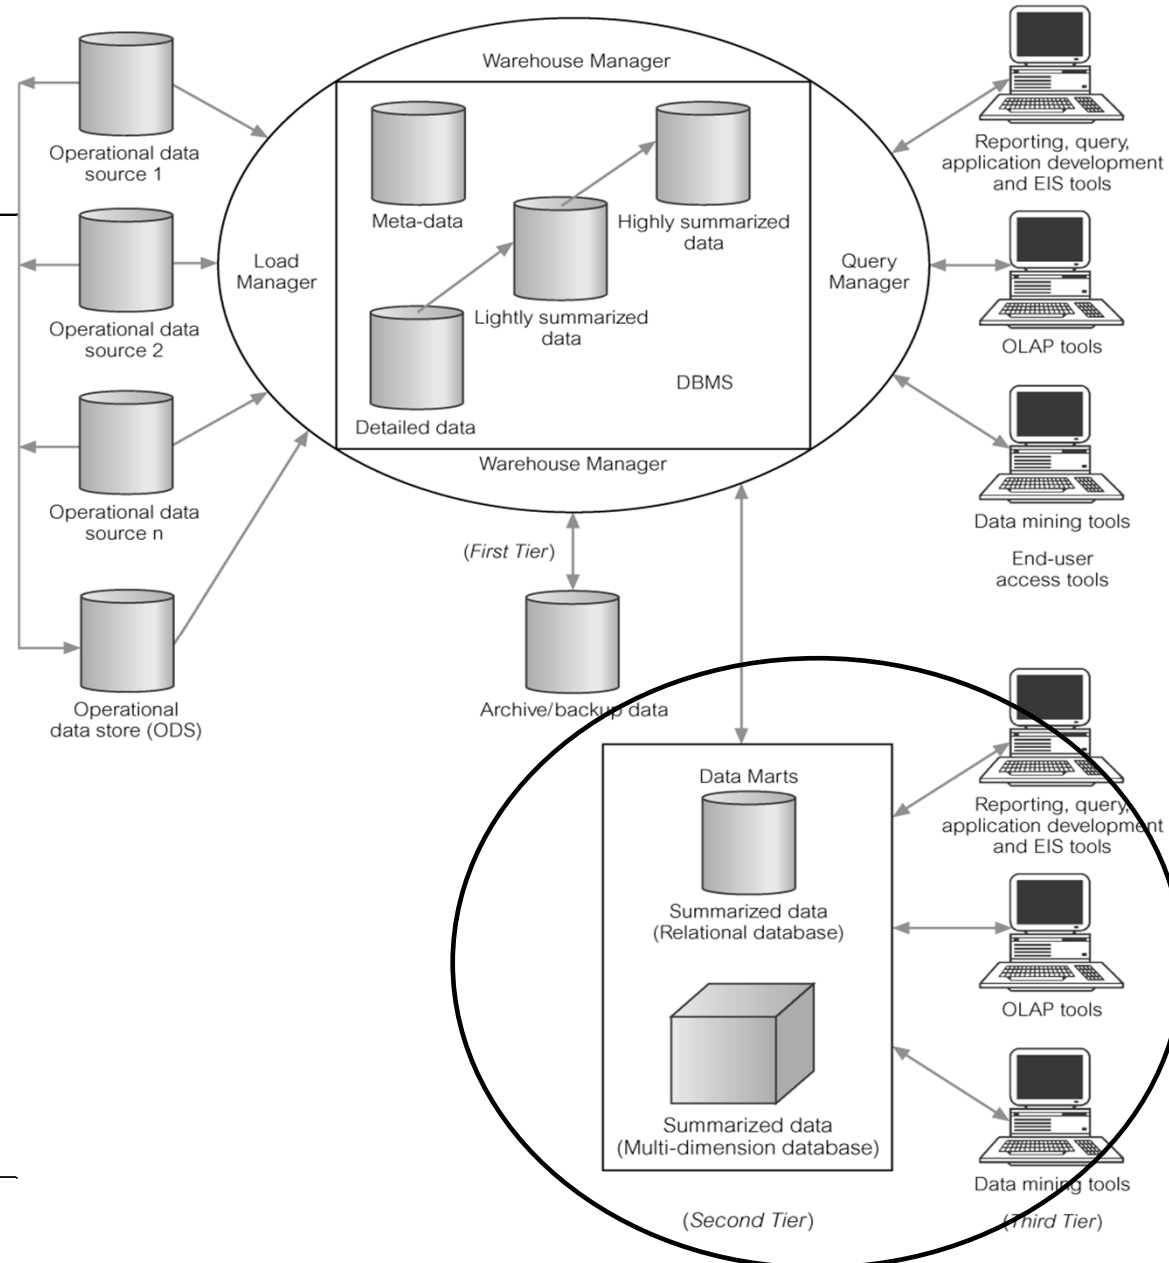 Warehouse Manager
Operational data
source 1
Operational data
source 2
Operational data
source n
Operational
data store (ODS)
Load
Manager
Meta-data
Highly summarized
data
Lightly summarized
data
Detailed data
DBMS
Query
Manager
Warehouse Manager
(First Tier)
Archive/backup data
Reporting, query,
application development
and EIS tools
OLAP tools
Data mining tools
End-user
access tools
Data Marts
Summarized data
(Relational database)
Summarized data
(Multi-dimension database)
(Second Tier)
Reporting, query,
application development
and EIS tools
OLAP tools
Data mining tools
(Third Tier)